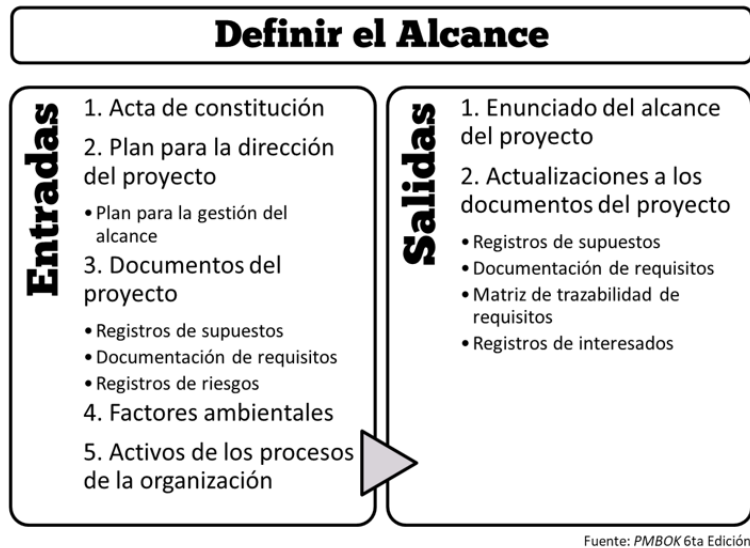 Definir el Alcance
Entradas
1. Acta de constitución
2. Plan para la dirección
del proyecto
• Plan para la gestión del
alcance
3. Documentos del
proyecto
• Registros de supuestos
• Documentación de requisitos
• Registros de riesgos
4. Factores ambientales
5. Activos de los procesos
de la organización
Salidas
1. Enunciado del alcance
del proyecto
2. Actualizaciones a los
documentos del proyecto
• Registros de supuestos
• Documentación de requisitos
• Matriz de trazabilidad de
requisitos
• Registros de interesados
Fuente: PMBOK 6ta Edición